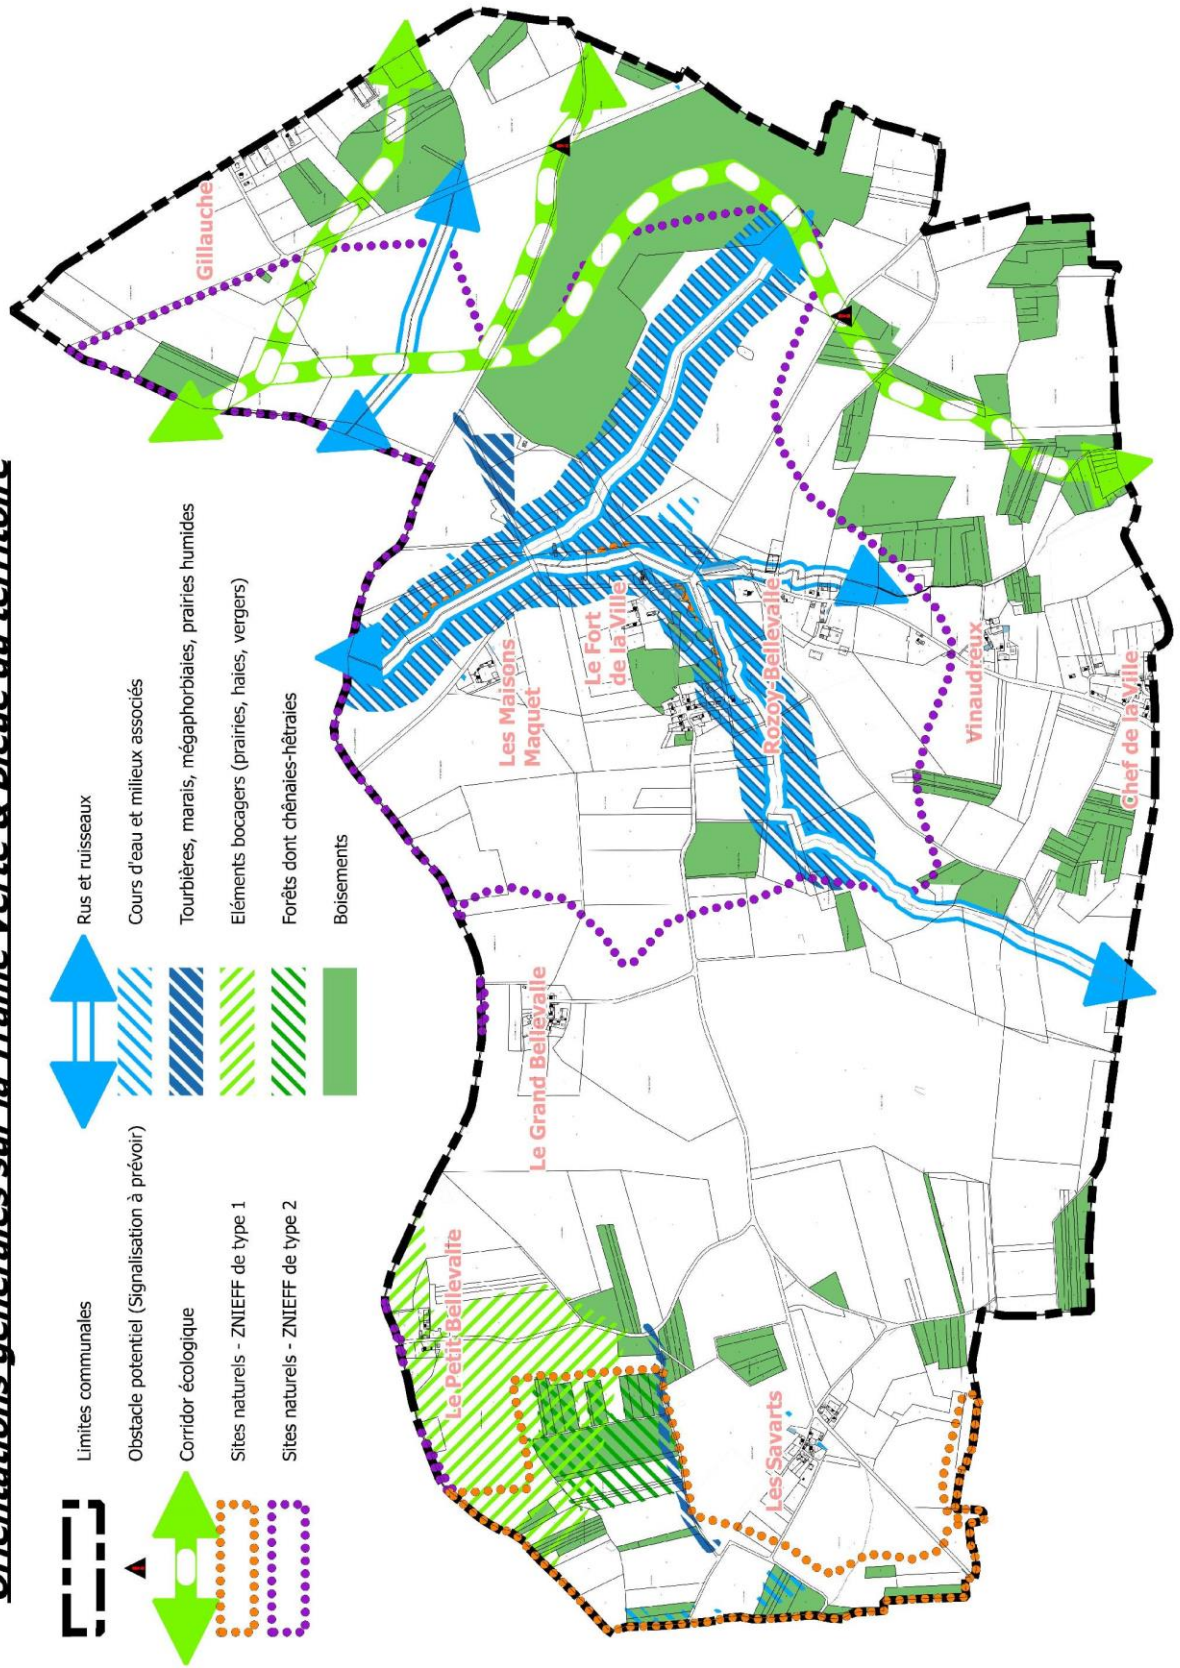 Orientations générales sur la Trame Verte & Bleue du territoire
Limites communales
Obstacle potentiel (Signalisation à prévoir)
Corridor écologique
Sites naturels - ZNIEFF de type 1
Sites naturels - ZNIEFF de type 2
Rus et ruisseaux
Cours d'eau et milieux associés
Tourbières, marais, mégaphorbiaies, prairies humides
Eléments bocagers (prairies, haies, vergers)
Forêts dont chênaies-hêtraies
Boisements
Gillauche
Les Maisons
Maquet
Le Fort
de la Ville
Rozoy-Bellevalle
Vinaudreux
Chef de la Ville
Le Grand Bellevalle
Le Petit Bellevalle
Les Savarts